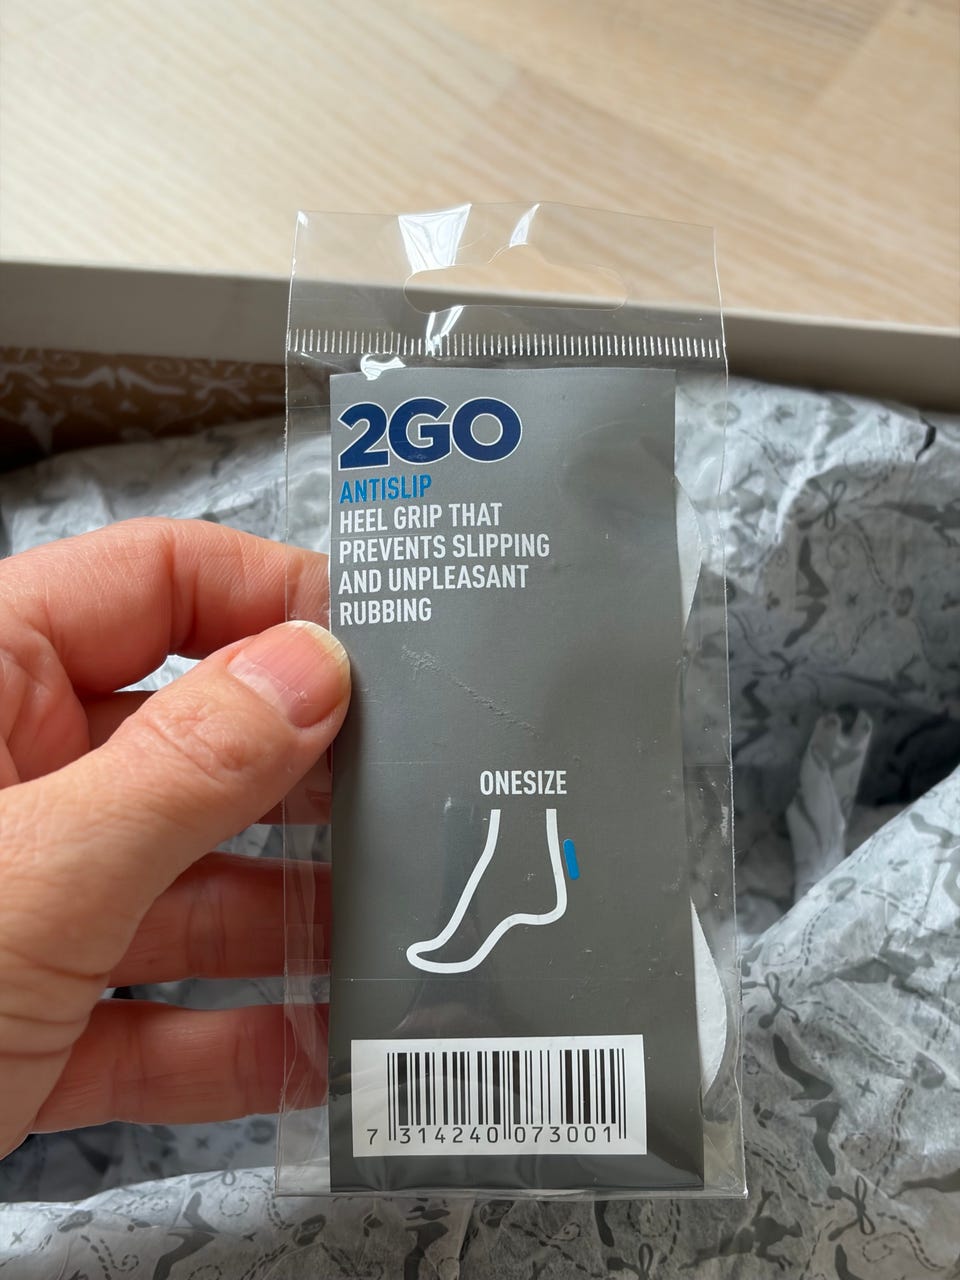 2GO
ANTISLIP
HEEL GRIP THAT
PREVENTS SLIPPING
AND UNPLEASANT
RUBBING
ONESIZE
7 314240 073001